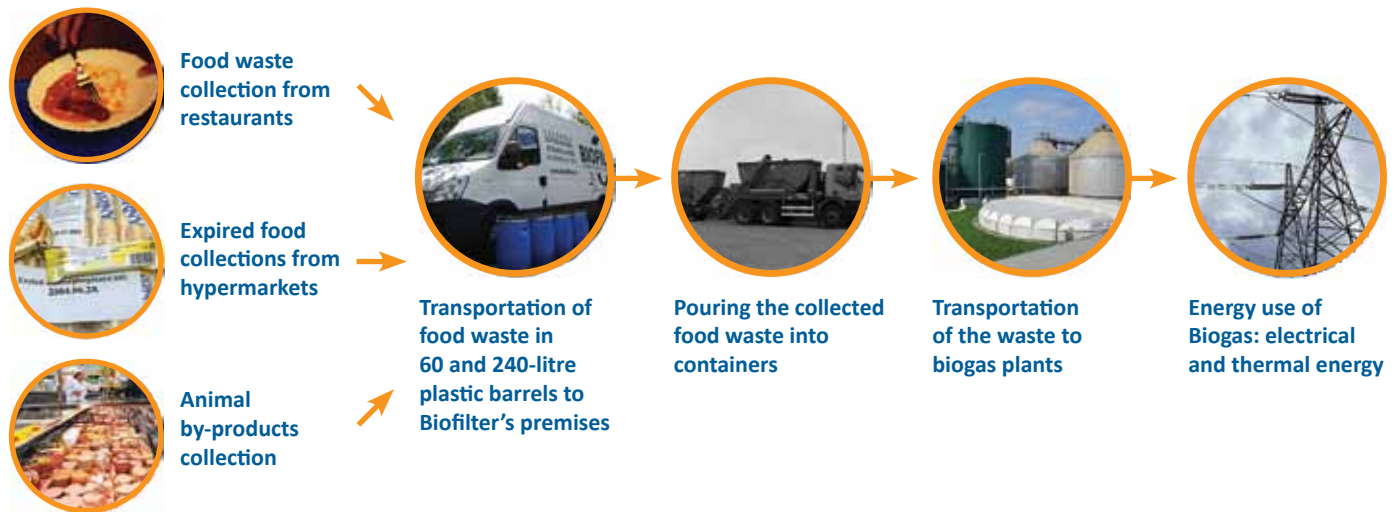 Food waste
collection from
restaurants
Expired food
collections from
hypermarkets
Animal
by-products
collection
BIOFIL
Transportation of
food waste in
60 and 240-litre
plastic barrels to
Biofilter’s premises
Pouring the collected
food waste into
containers
Transportation
of the waste to
biogas plants
Energy use of
Biogas: electrical
and thermal energy